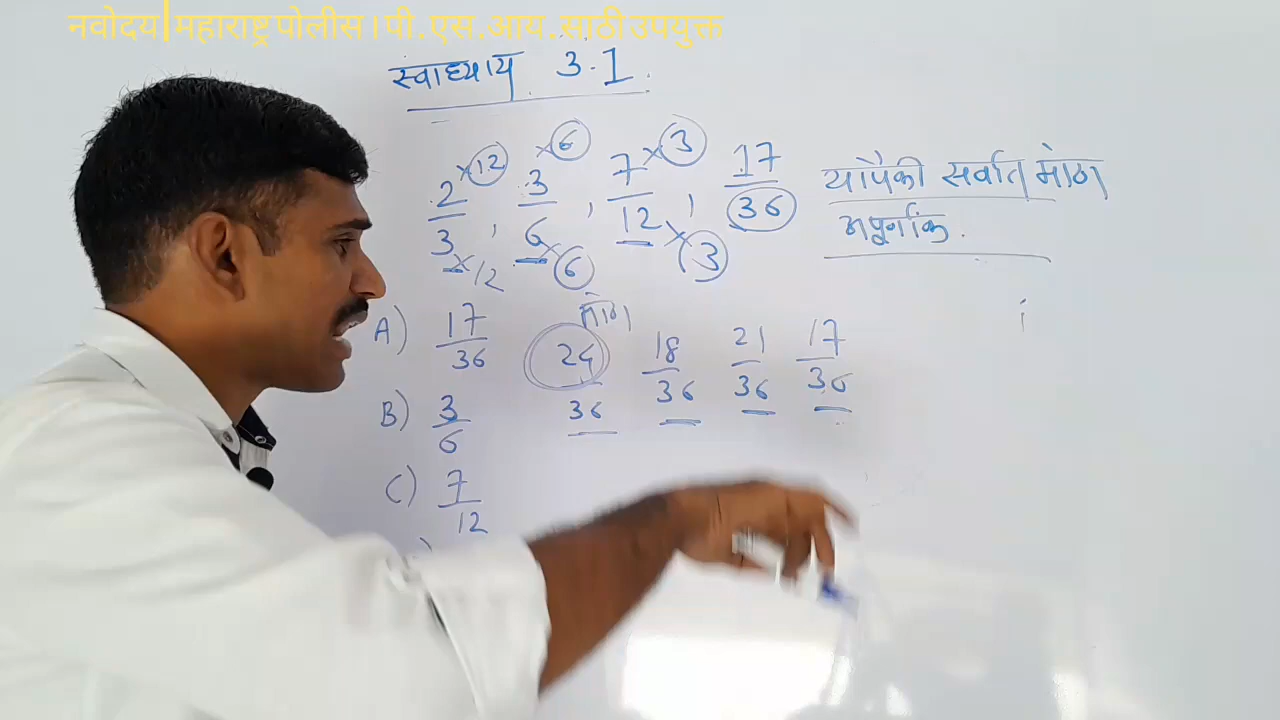 नवोदय|महाराष्ट्र पोलीस। पी.एस.आय.साठी उपयुक्त
स्वाध्याय 3.1
2×12/3×12, 3×6/6×6, 7×3/12×3, 17/36
यापैकी सर्वात मोठा
अपूर्णांक.
मोठा
A) 17/36
24/36 18/36 21/36 17/36
B) 3/6
C) 7/12